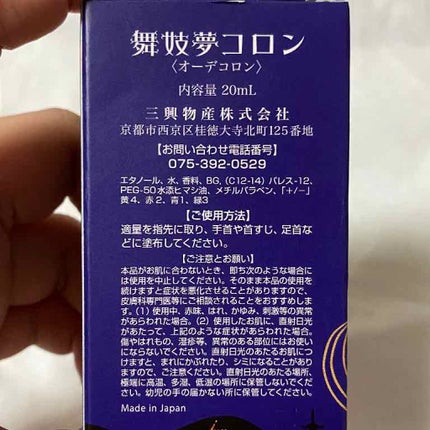 舞妓夢コロン
〈オーデコロン〉
内容量 20mL
三興物産株式会社
京都市西京区桂徳大寺北町125番地
【お問い合わせ電話番号】
075-392-0529
エタノール、水、香料、BG、(C12-14) パレス-12、
PEG-50水添ヒマシ油、メチルパラベン、「+/−」
黄4、赤2、青1、緑3
【ご使用方法】
適量を指先に取り、手首や首すじ、足首な
どに塗布してください。
【ご注意とお願い】
本品がお肌に合わないとき、即ち次のような場合に
は使用を中止してください。そのまま本品の使用を
続けますと症状を悪化させることがありますので、
皮膚科専門医等にご相談されることをおすすめしま
す。(1) 使用中、赤味、はれ、かゆみ、刺激等の異常
があらわれた場合。(2) 使用したお肌に、直射日光
があたって、上記のような症状があらわれた場合。
傷やはれもの、湿疹等、異常のある部位にはお使い
にならないでください。直射日光のあたるお肌につ
けますと、まれにかぶれたり、シミになることがあり
ますので、ご注意ください。直射日光のあたる場所、
極端に高温、多湿、低温の場所に保管しないでくだ
さい。幼児の手の届かない所に保管してください。
Made in Japan